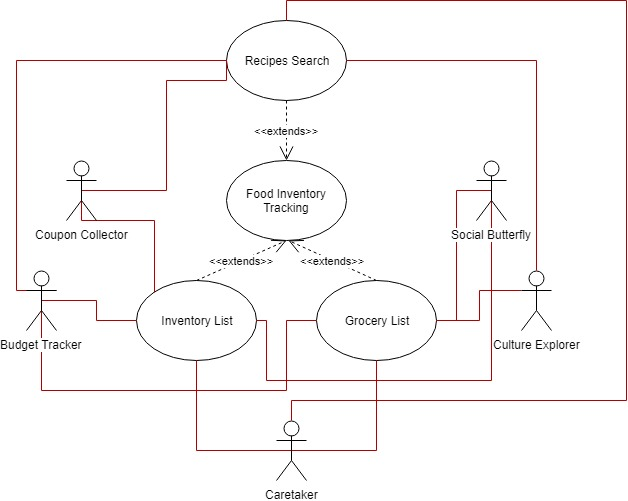 Recipes Search
<<extends>>
Food Inventory
Tracking
Coupon Collector
Social Butterfly
<<extends>>
<<extends>>
Inventory List
Grocery List
Budget Tracker
Culture Explorer
Caretaker